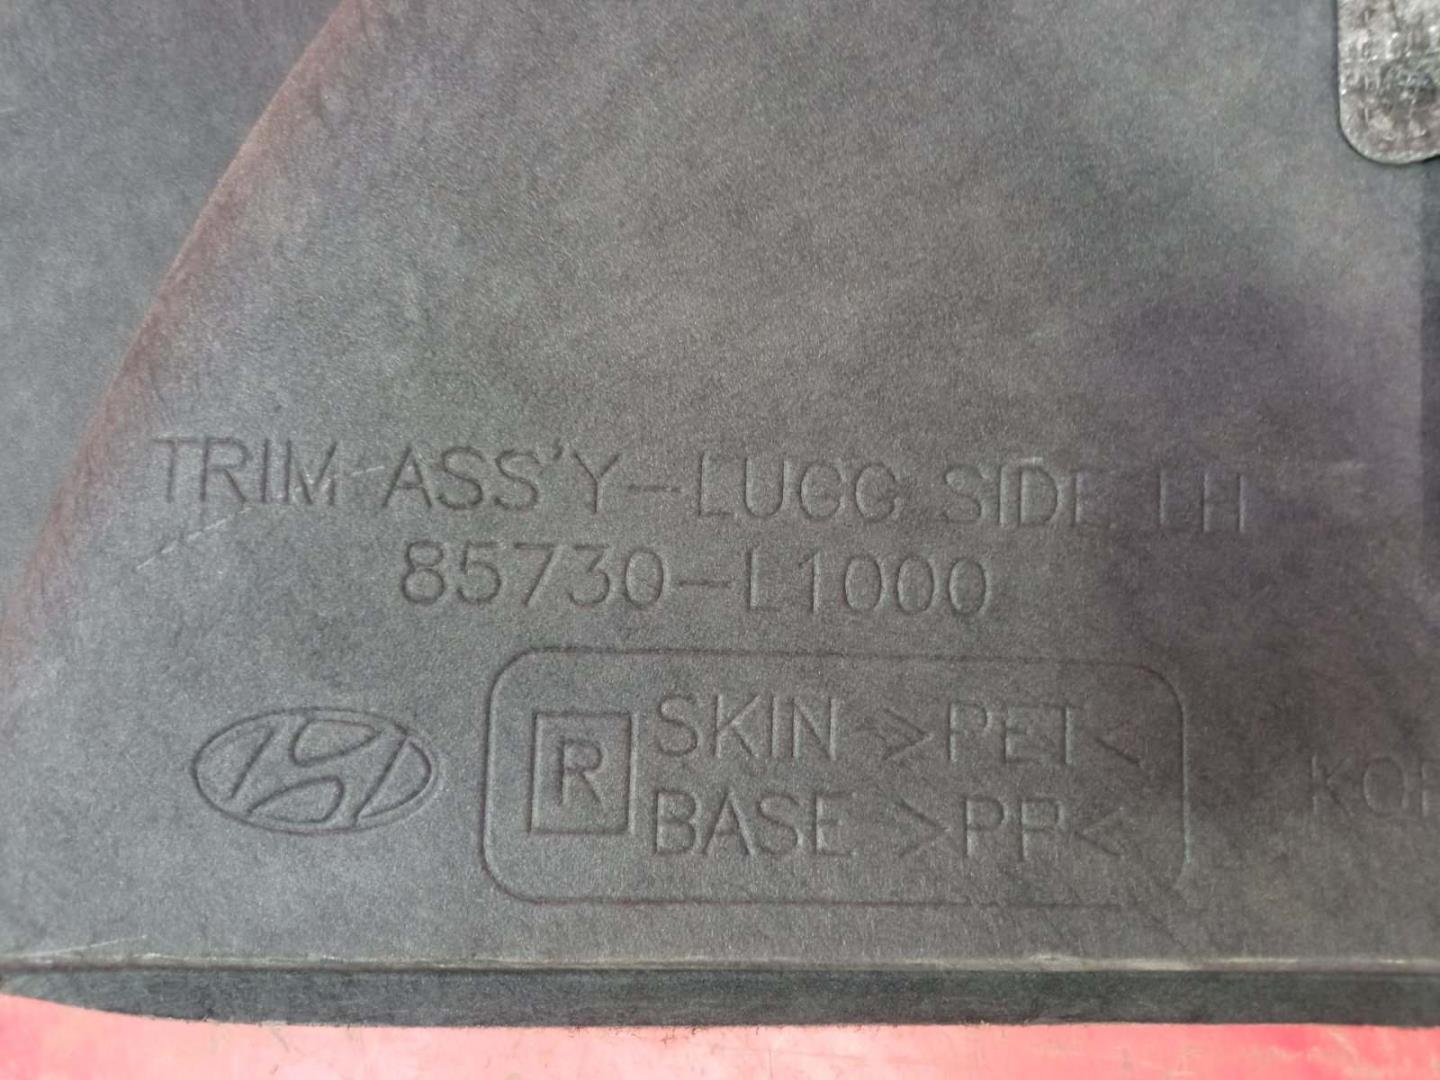 TRIM ASS'Y-LUGG SIDE LH
85730-L1000
R
SKIN >PET<
BASE >PP<